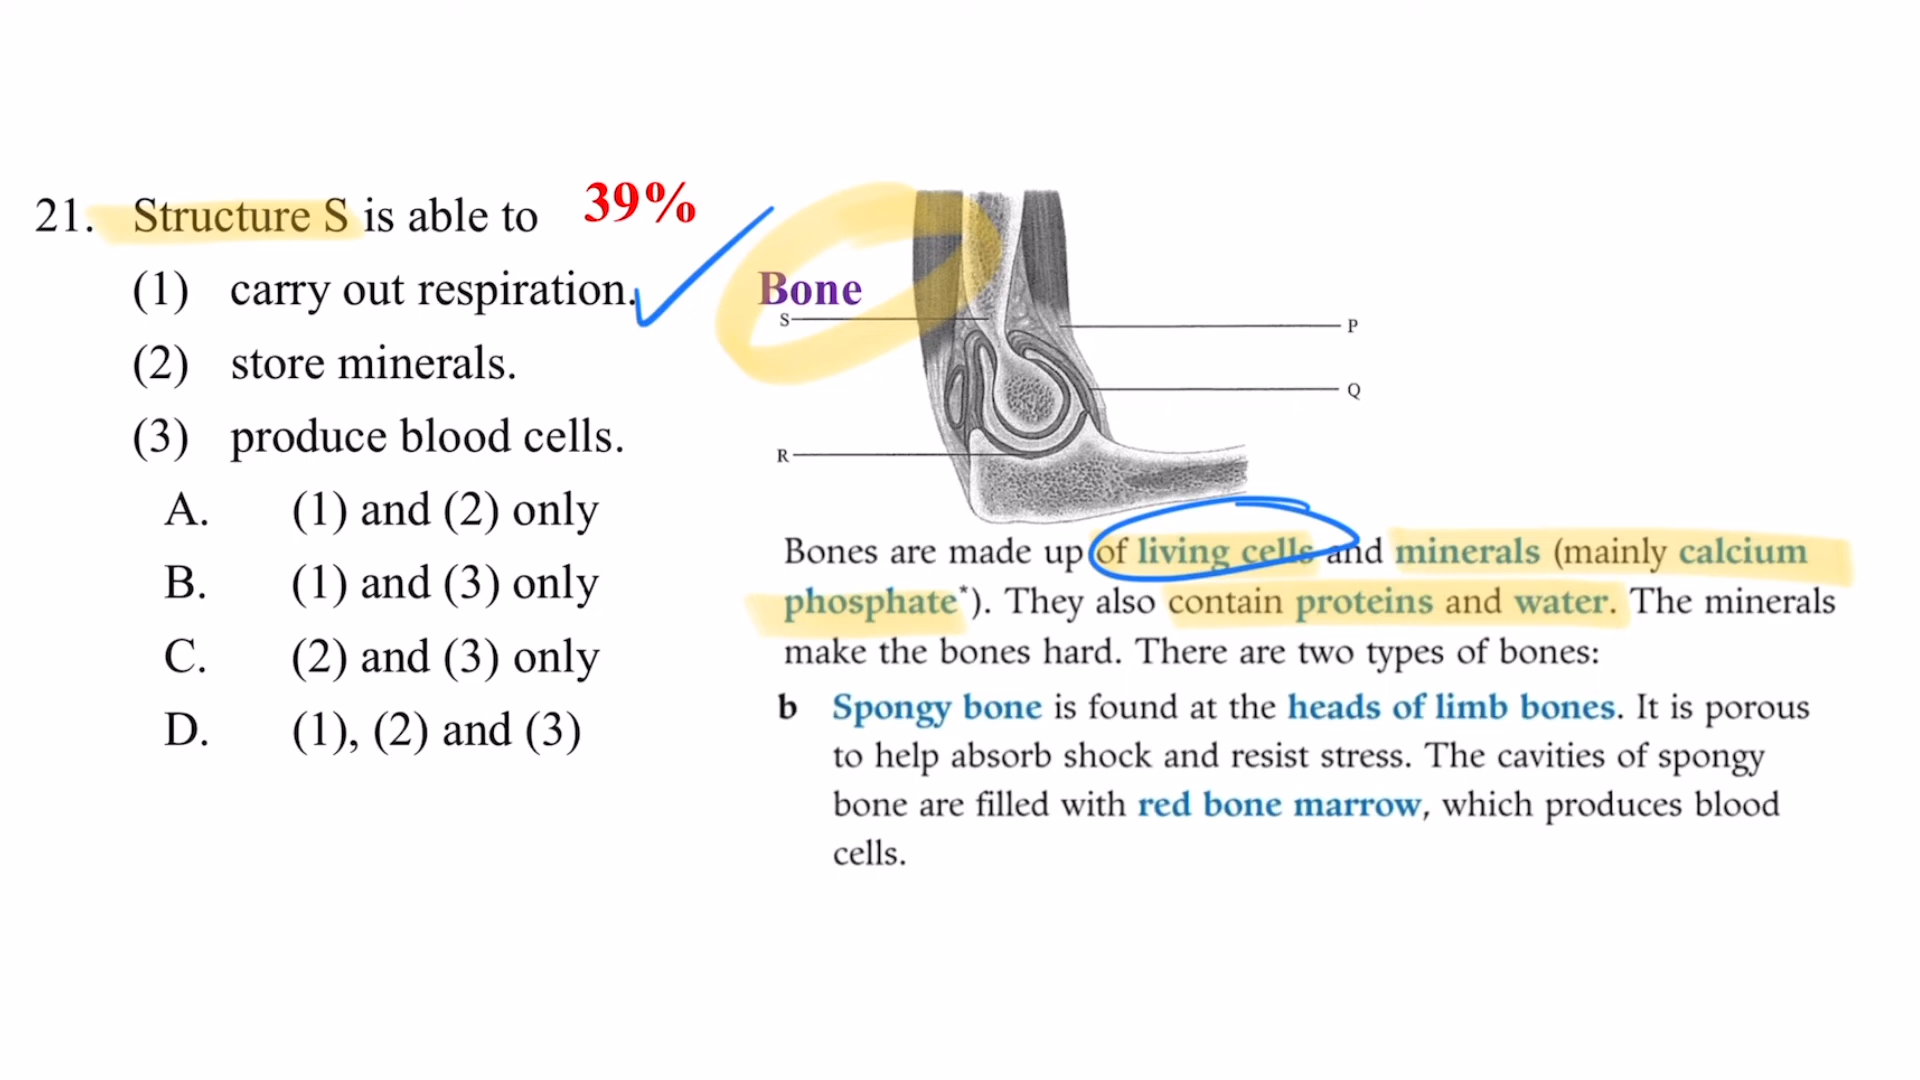 21. Structure S is able to 39%
(1) carry out respiration.
(2) store minerals.
(3) produce blood cells.
A. (1) and (2) only
B. (1) and (3) only
C. (2) and (3) only
D. (1), (2) and (3)
Bone
S
P
Q
R
Bones are made up of living cells and minerals (mainly calcium
phosphate*). They also contain proteins and water. The minerals
make the bones hard. There are two types of bones:
b Spongy bone is found at the heads of limb bones. It is porous
to help absorb shock and resist stress. The cavities of spongy
bone are filled with red bone marrow, which produces blood
cells.